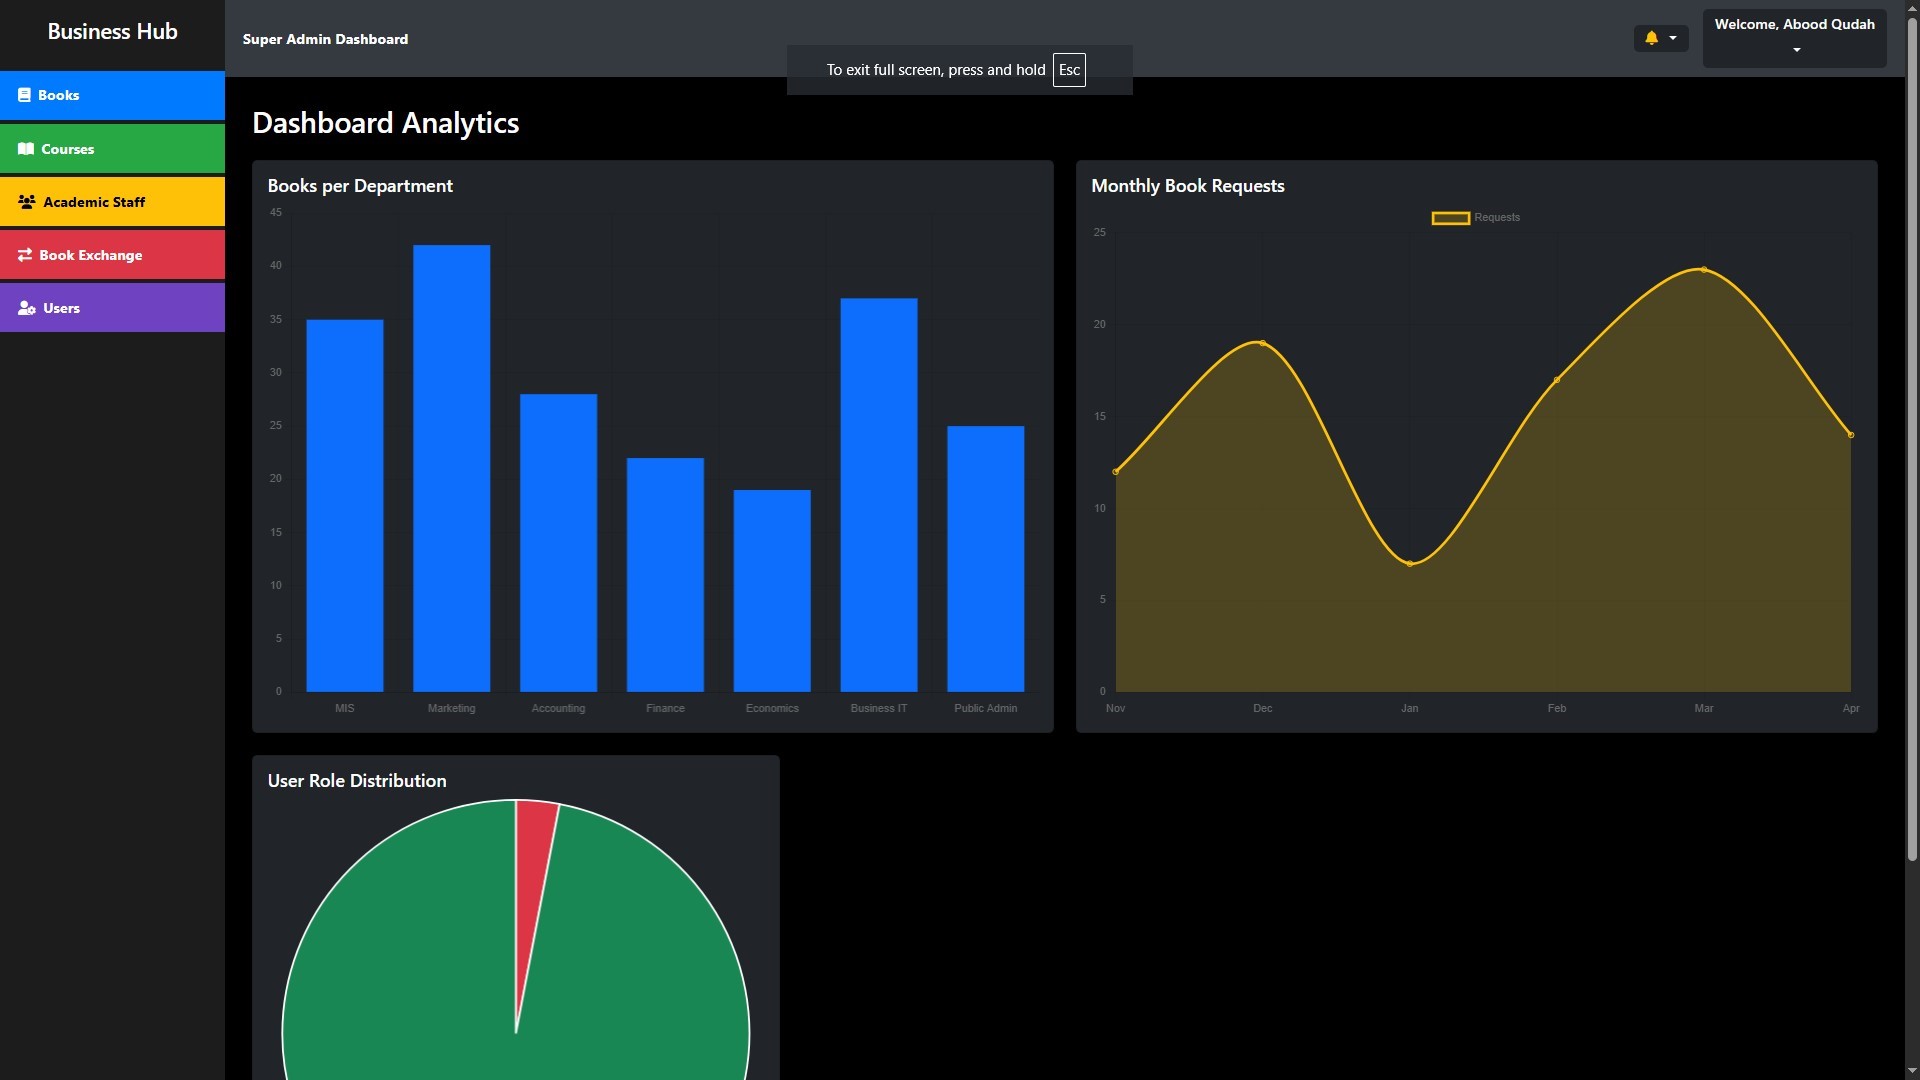 Business Hub
Books
Courses
Academic Staff
Book Exchange
Users
Super Admin Dashboard
Welcome, Abood Qudah
To exit full screen, press and hold Esc
Dashboard Analytics
Books per Department
45
40
35
30
25
20
15
10
5
0
MIS Marketing Accounting Finance Economics Business IT Public Admin
Monthly Book Requests
Requests
25
20
15
10
5
0
Nov Dec Jan Feb Mar Apr
User Role Distribution